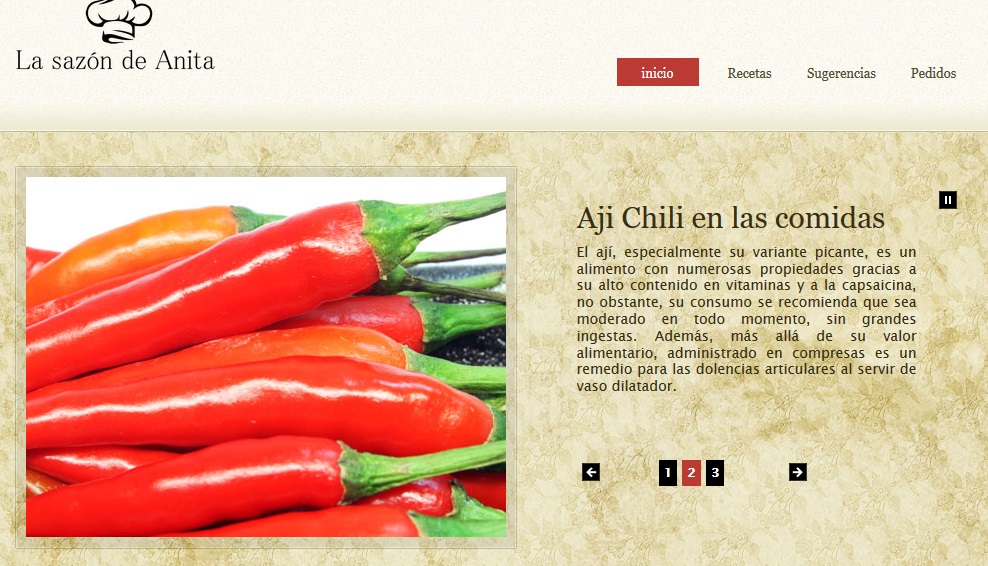 La sazón de Anita
inicio Recetas Sugerencias Pedidos
Aji Chili en las comidas
El ají, especialmente su variante picante, es un
alimento con numerosas propiedades gracias a
su alto contenido en vitaminas y a la capsaicina,
no obstante, su consumo se recomienda que sea
moderado en todo momento, sin grandes
ingestas. Además, más allá de su valor
alimentario, administrado en compresas es un
remedio para las dolencias articulares al servir de
vaso dilatador.
1 2 3